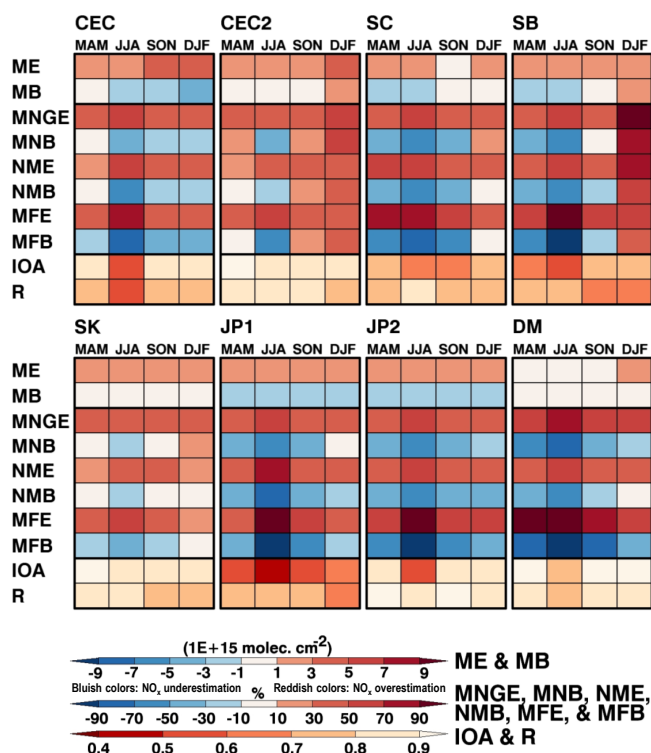 CEC CEC2 SC SB
MAM JJA SON DJF MAM JJA SON DJF MAM JJA SON DJF MAM JJA SON DJF
ME
MB
MNGE
MNB
NME
NMB
MFE
MFB
IOA
R
SK JP1 JP2 DM
MAM JJA SON DJF MAM JJA SON DJF MAM JJA SON DJF MAM JJA SON DJF
ME
MB
MNGE
MNB
NME
NMB
MFE
MFB
IOA
R
(1E+15 molec. cm⁻²)
-9 -7 -5 -3 -1 1 3 5 7 9
ME & MB
Bluish colors: NOₓ underestimation % Reddish colors: NOₓ overestimation
-90 -70 -50 -30 -10 10 30 50 70 90
MNGE, MNB, NME,
NMB, MFE, & MFB
0.4 0.5 0.6 0.7 0.8 0.9
IOA & R